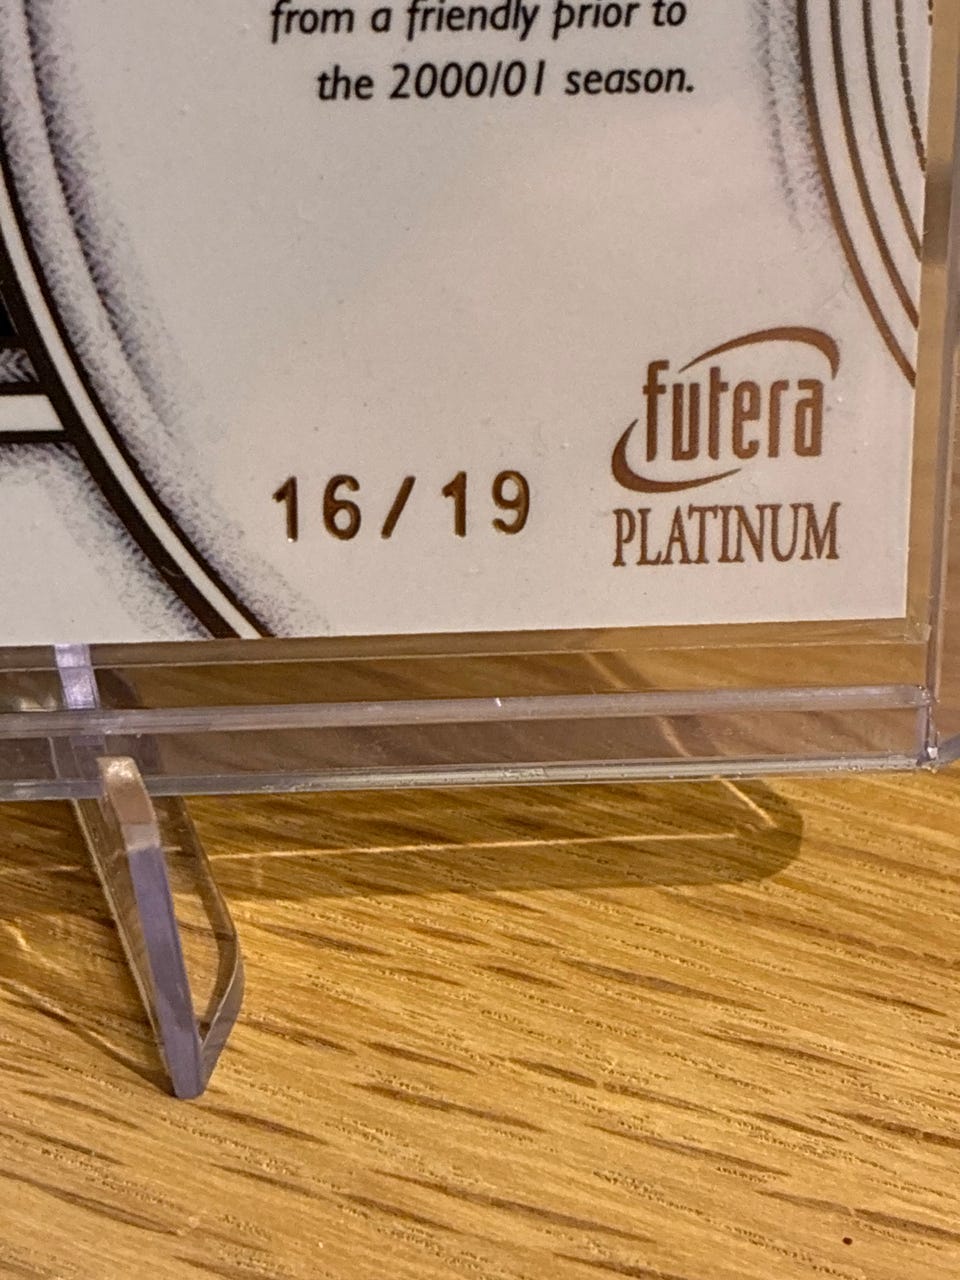 from a friendly prior to
the 2000/01 season.
futera
16/19
PLATINUM